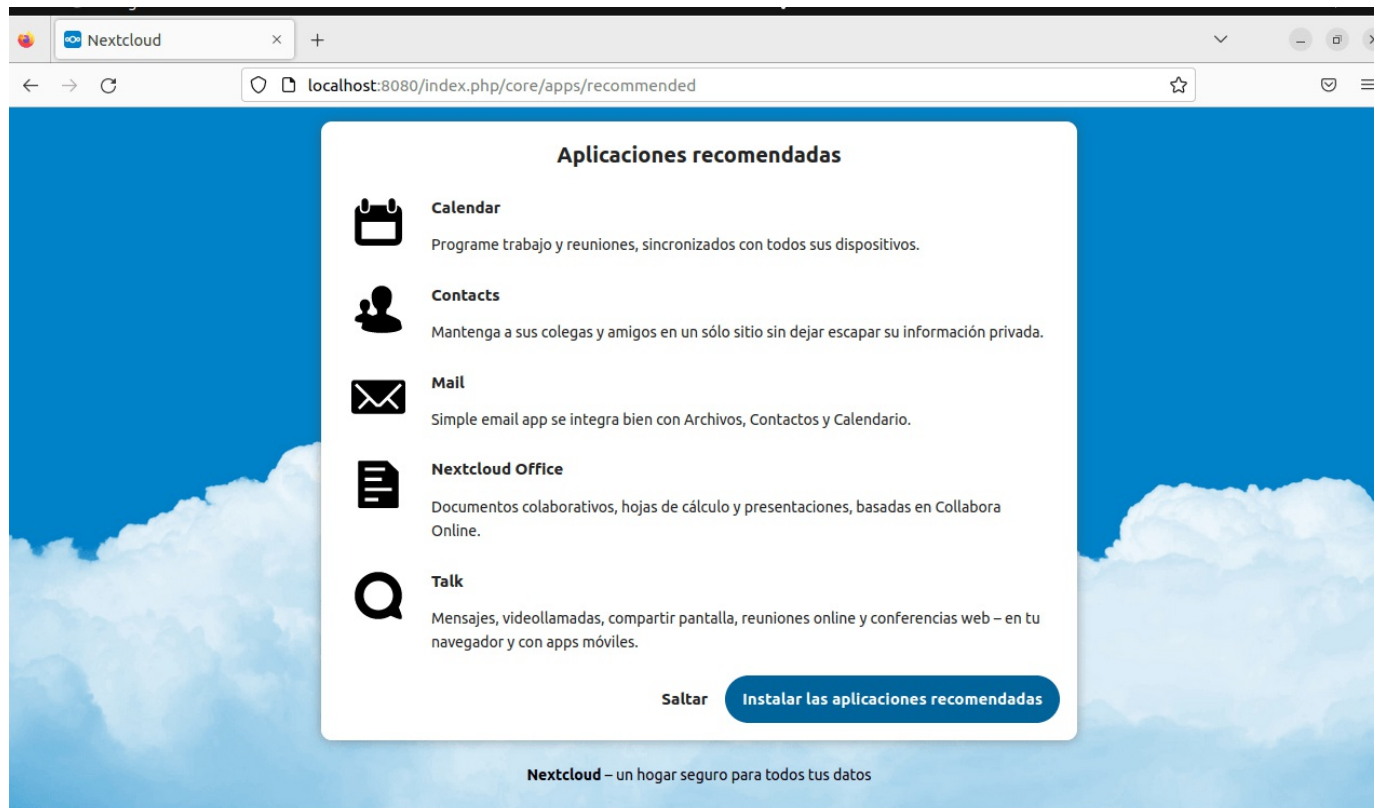 Nextcloud
localhost:8080/index.php/core/apps/recommended
Aplicaciones recomendadas
Calendar
Programe trabajo y reuniones, sincronizados con todos sus dispositivos.
Contacts
Mantenga a sus colegas y amigos en un sólo sitio sin dejar escapar su información privada.
Mail
Simple email app se integra bien con Archivos, Contactos y Calendario.
Nextcloud Office
Documentos colaborativos, hojas de cálculo y presentaciones, basadas en Collabora
Online.
Talk
Mensajes, videollamadas, compartir pantalla, reuniones online y conferencias web – en tu
navegador y con apps móviles.
Saltar Instalar las aplicaciones recomendadas
Nextcloud – un hogar seguro para todos tus datos